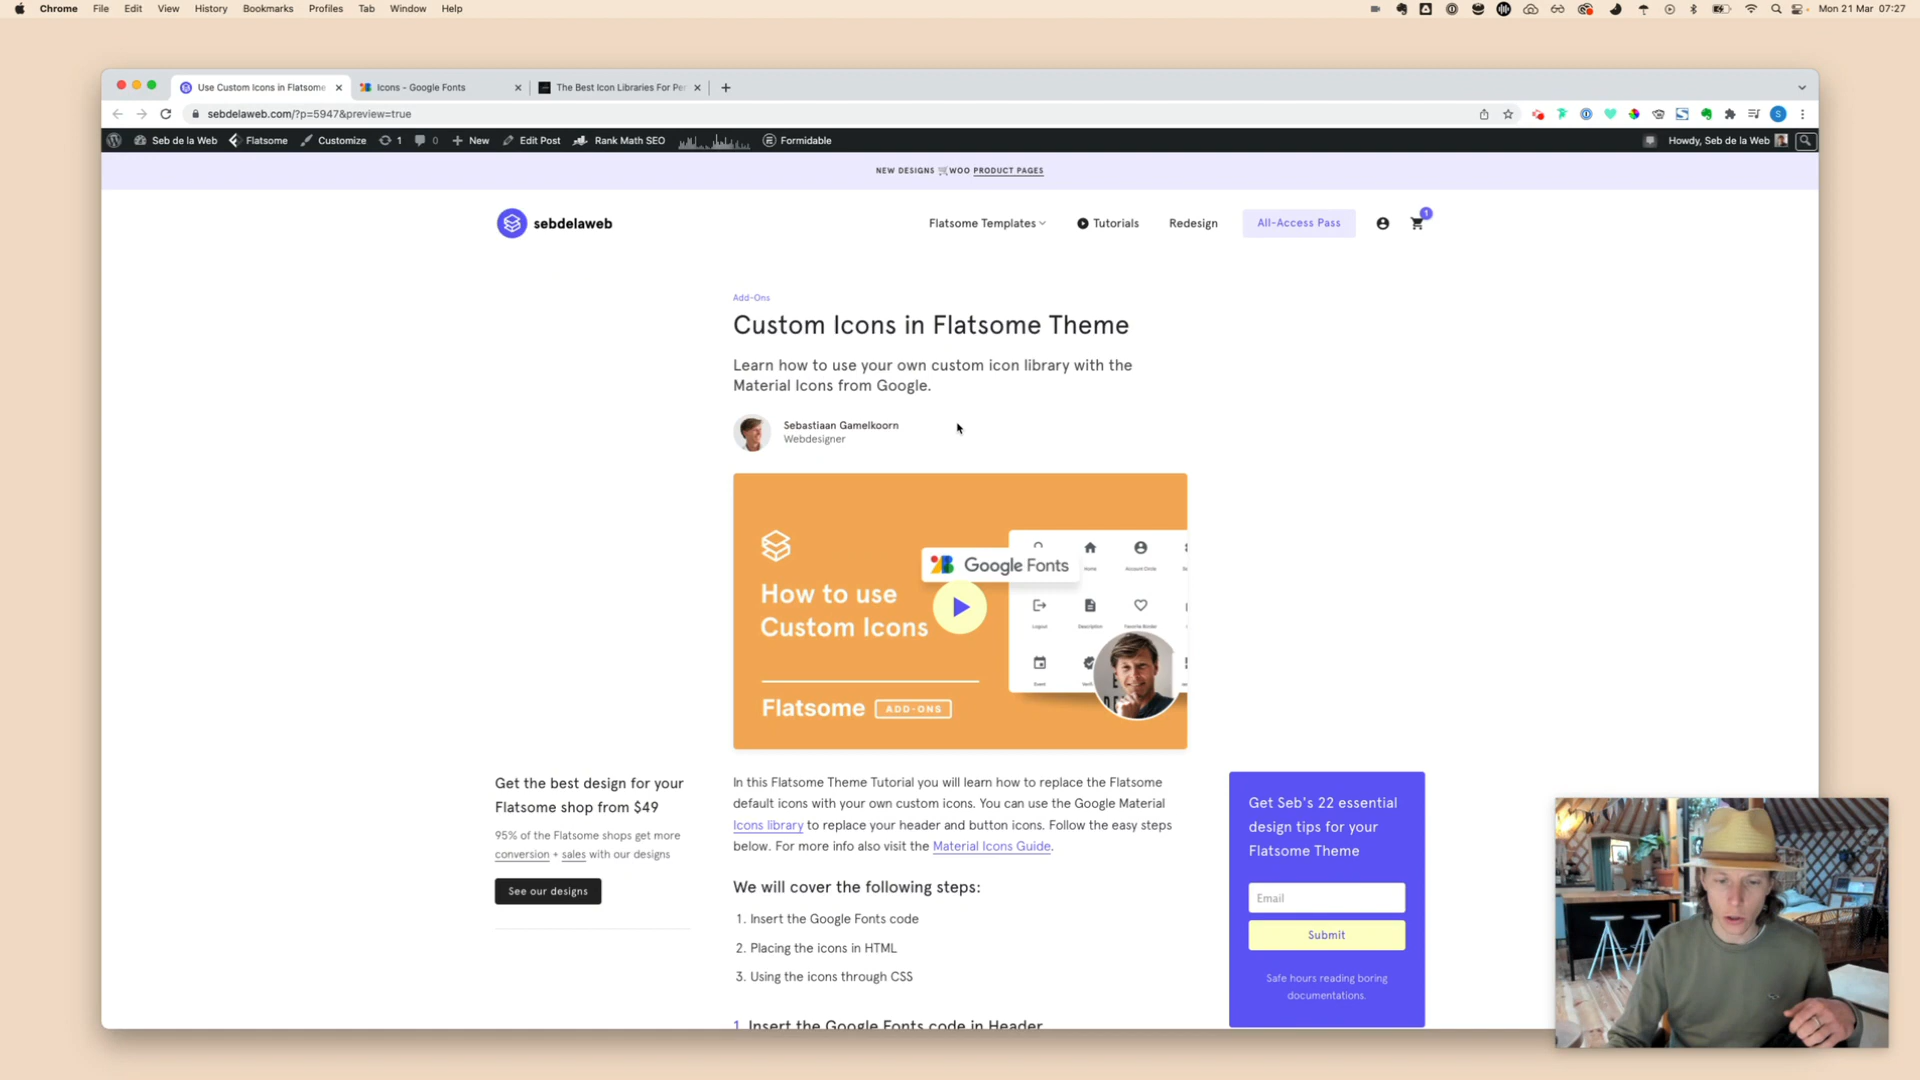 Chrome File Edit View History Bookmarks Profiles Tab Window Help Mon 21 Mar 07:27
Use Custom Icons in Flatsome Icons - Google Fonts The Best Icon Libraries For Per
sebdelaweb.com/?p=5947&preview=true
Seb de la Web Flatsome Customize 1 0 New Edit Post Rank Math SEO Formidable Howdy, Seb de la Web
NEW DESIGNS WOO PRODUCT PAGES
sebdelaweb Flatsome Templates Tutorials Redesign All-Access Pass 1
Add-Ons
Custom Icons in Flatsome Theme
Learn how to use your own custom icon library with the
Material Icons from Google.
Sebastiaan Gamelkoorn
Webdesigner
Google Fonts
Home Account Circle
How to use
Custom Icons
Logout Description Favorite Border
Event
Flatsome ADD-ONS
Get the best design for your
Flatsome shop from $49
95% of the Flatsome shops get more
conversion + sales with our designs
See our designs
In this Flatsome Theme Tutorial you will learn how to replace the Flatsome
default icons with your own custom icons. You can use the Google Material
Icons library to replace your header and button icons. Follow the easy steps
below. For more info also visit the Material Icons Guide.
We will cover the following steps:
1. Insert the Google Fonts code
2. Placing the icons in HTML
3. Using the icons through CSS
1. Insert the Google Fonts code in Header
Get Seb's 22 essential
design tips for your
Flatsome Theme
Email
Submit
Safe hours reading boring
documentations.